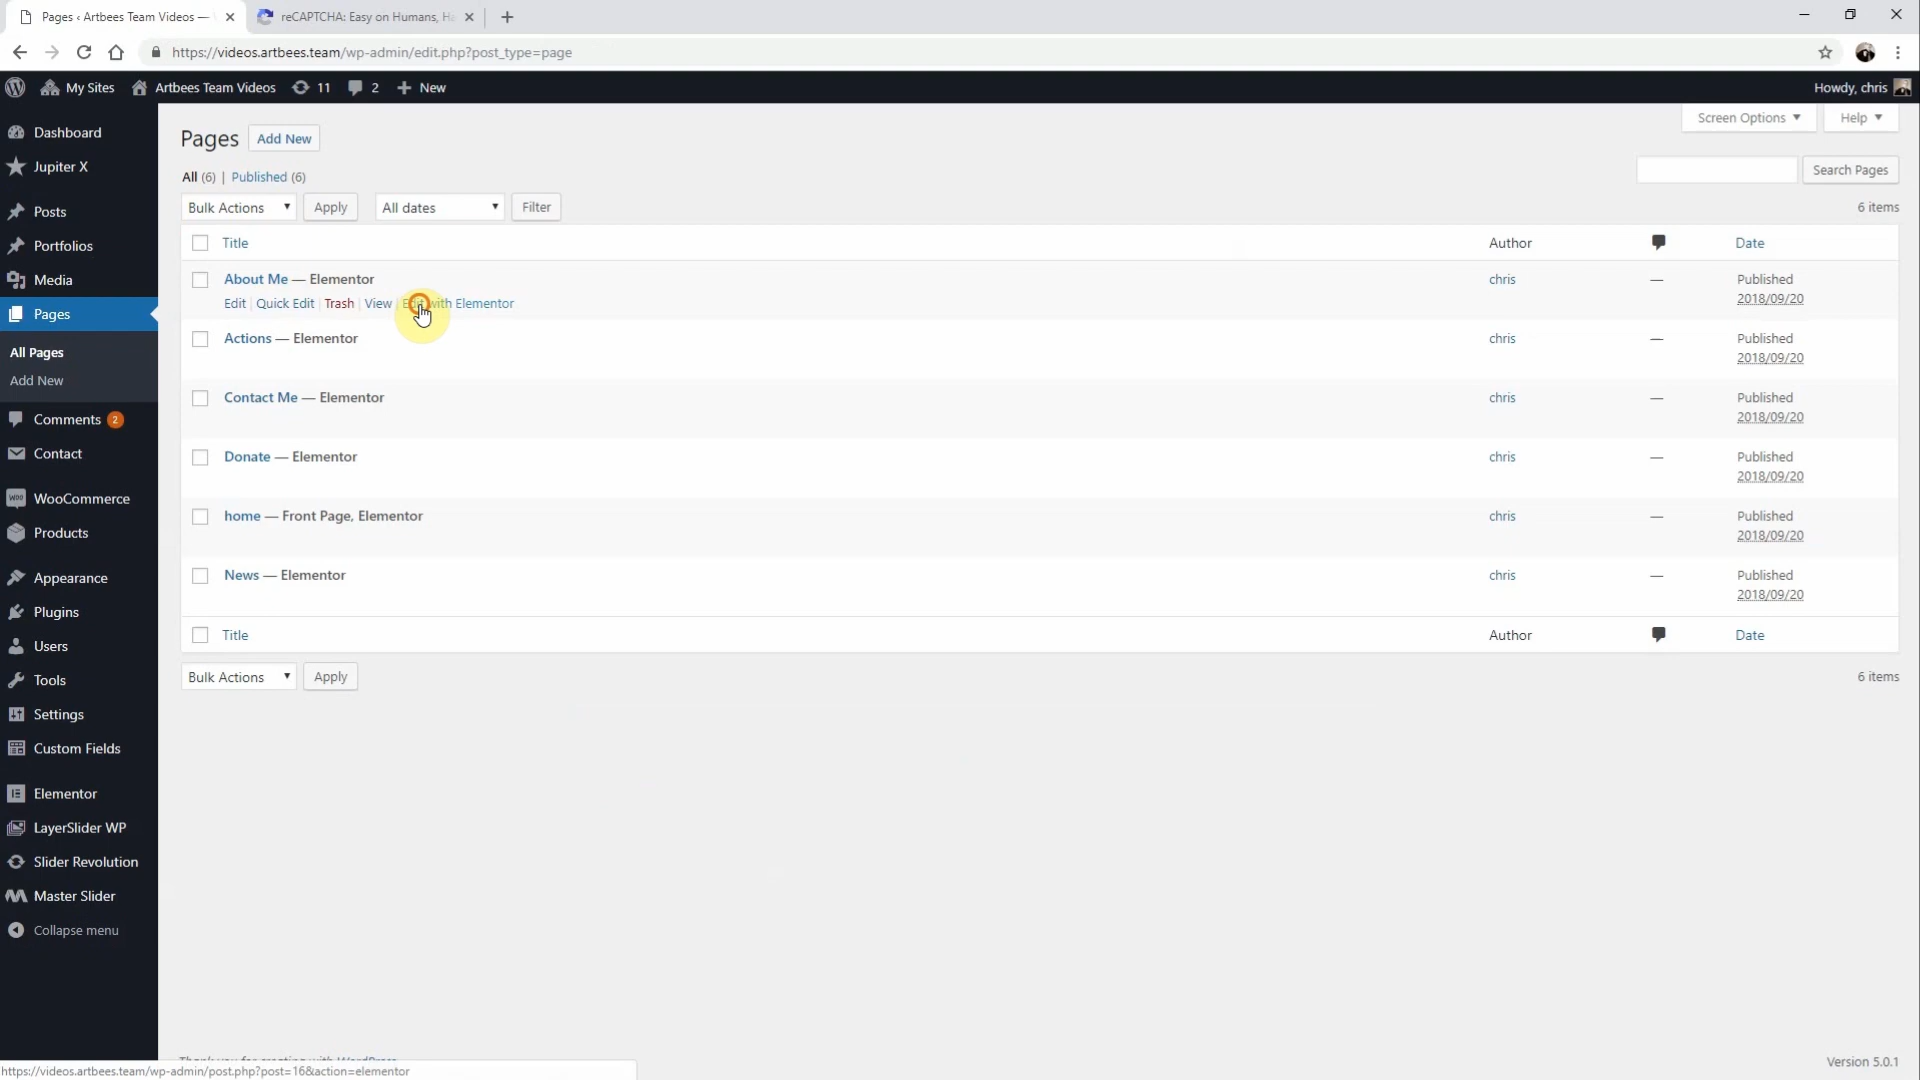 Pages ‹ Artbees Team Videos —
reCAPTCHA: Easy on Humans, Ha
https://videos.artbees.team/wp-admin/edit.php?post_type=page
My Sites
Artbees Team Videos
11
2
New
Howdy, chris
Dashboard
Jupiter X
Posts
Portfolios
Media
Pages
All Pages
Add New
Comments 2
Contact
WooCommerce
Products
Appearance
Plugins
Users
Tools
Settings
Custom Fields
Elementor
LayerSlider WP
Slider Revolution
Master Slider
Collapse menu
Screen Options
Help
Pages
Add New
All (6) | Published (6)
Search Pages
Bulk Actions
Apply
All dates
Filter
6 items
Title
Author
Date
About Me — Elementor
chris
—
Published
2018/09/20
Edit | Quick Edit | Trash | View | Edit with Elementor
Actions — Elementor
chris
—
Published
2018/09/20
Contact Me — Elementor
chris
—
Published
2018/09/20
Donate — Elementor
chris
—
Published
2018/09/20
home — Front Page, Elementor
chris
—
Published
2018/09/20
News — Elementor
chris
—
Published
2018/09/20
Title
Author
Date
Bulk Actions
Apply
6 items
Thank you for creating with WordPress.
Version 5.0.1
https://videos.artbees.team/wp-admin/post.php?post=16&action=elementor